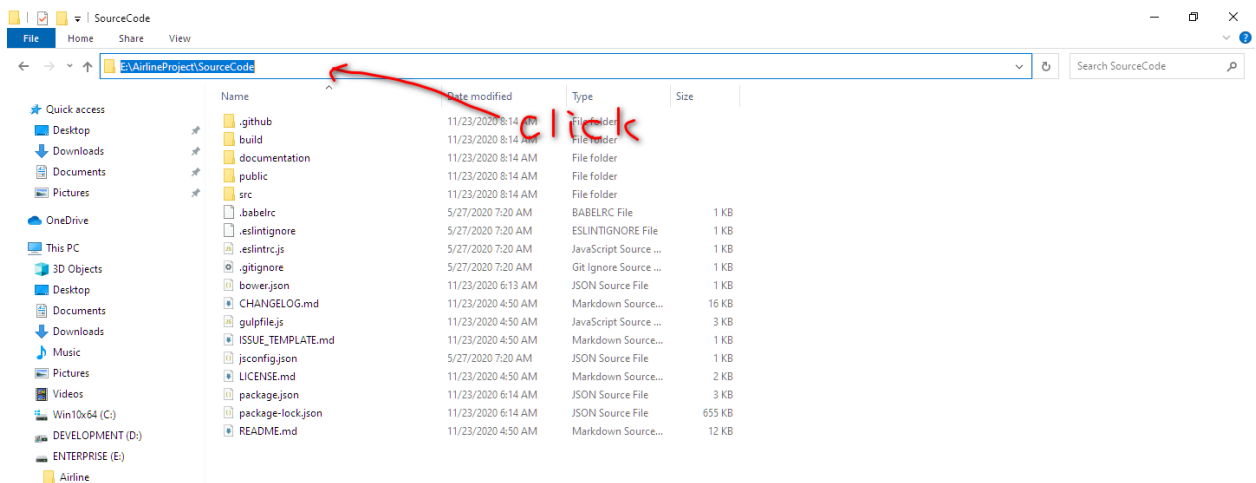 SourceCode
File Home Share View
E:\AirlineProject\SourceCode Search SourceCode
Name Date modified Type Size
click
Quick access
Desktop
Downloads
Documents
Pictures
OneDrive
This PC
3D Objects
Desktop
Documents
Downloads
Music
Pictures
Videos
Win10x64 (C:)
DEVELOPMENT (D:)
ENTERPRISE (E:)
Airline
.github 11/23/2020 8:14 AM File folder
build 11/23/2020 8:14 AM File folder
documentation 11/23/2020 8:14 AM File folder
public 11/23/2020 8:14 AM File folder
src 11/23/2020 8:14 AM File folder
.babelrc 5/27/2020 7:20 AM BABELRC File 1 KB
.eslintignore 5/27/2020 7:20 AM ESLINTIGNORE File 1 KB
.eslintrc.js 5/27/2020 7:20 AM JavaScript Source ... 1 KB
.gitignore 5/27/2020 7:20 AM Git Ignore Source ... 1 KB
bower.json 11/23/2020 6:13 AM JSON Source File 1 KB
CHANGELOG.md 11/23/2020 4:50 AM Markdown Source... 16 KB
gulpfile.js 11/23/2020 4:50 AM JavaScript Source ... 3 KB
ISSUE_TEMPLATE.md 11/23/2020 4:50 AM Markdown Source... 1 KB
jsconfig.json 5/27/2020 7:20 AM JSON Source File 1 KB
LICENSE.md 11/23/2020 4:50 AM Markdown Source... 2 KB
package.json 11/23/2020 6:14 AM JSON Source File 3 KB
package-lock.json 11/23/2020 6:14 AM JSON Source File 655 KB
README.md 11/23/2020 4:50 AM Markdown Source... 12 KB